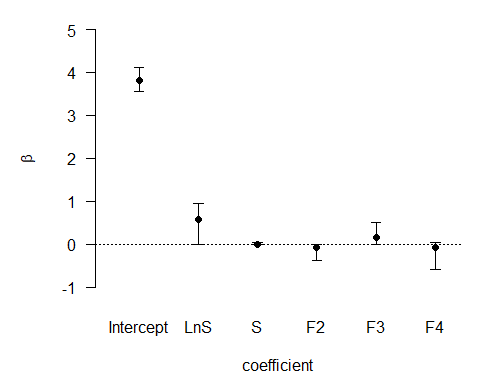 5
4
3
2
1
0
-1
β
Intercept LnS S F2 F3 F4
coefficient